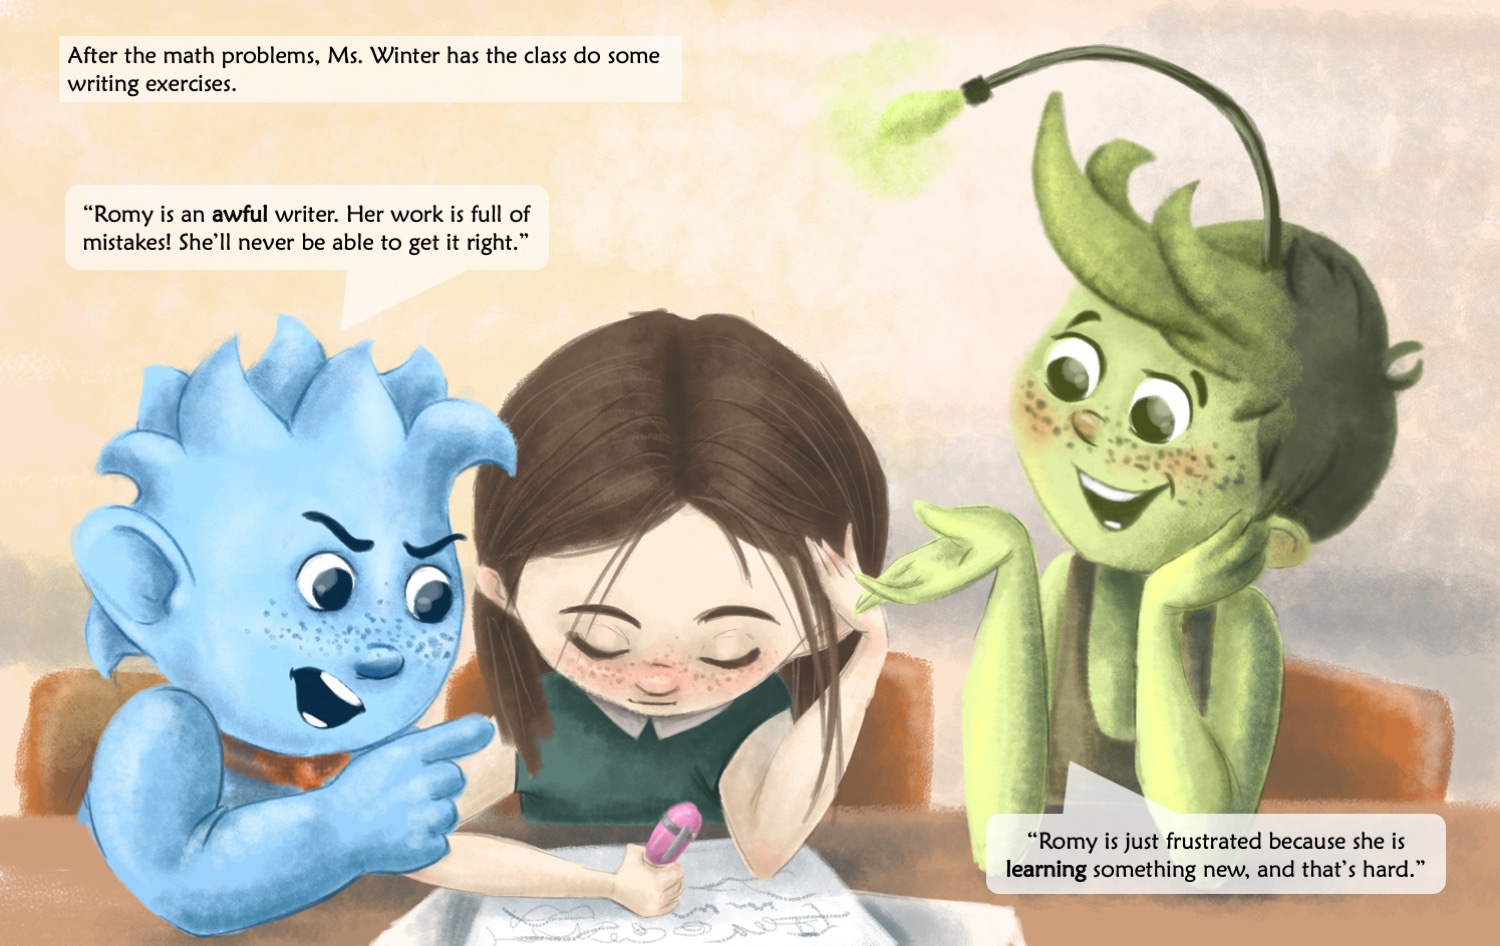 After the math problems, Ms. Winter has the class do some
writing exercises.
“Romy is an awful writer. Her work is full of
mistakes! She’ll never be able to get it right.”
“Romy is just frustrated because she is
learning something new, and that’s hard.”